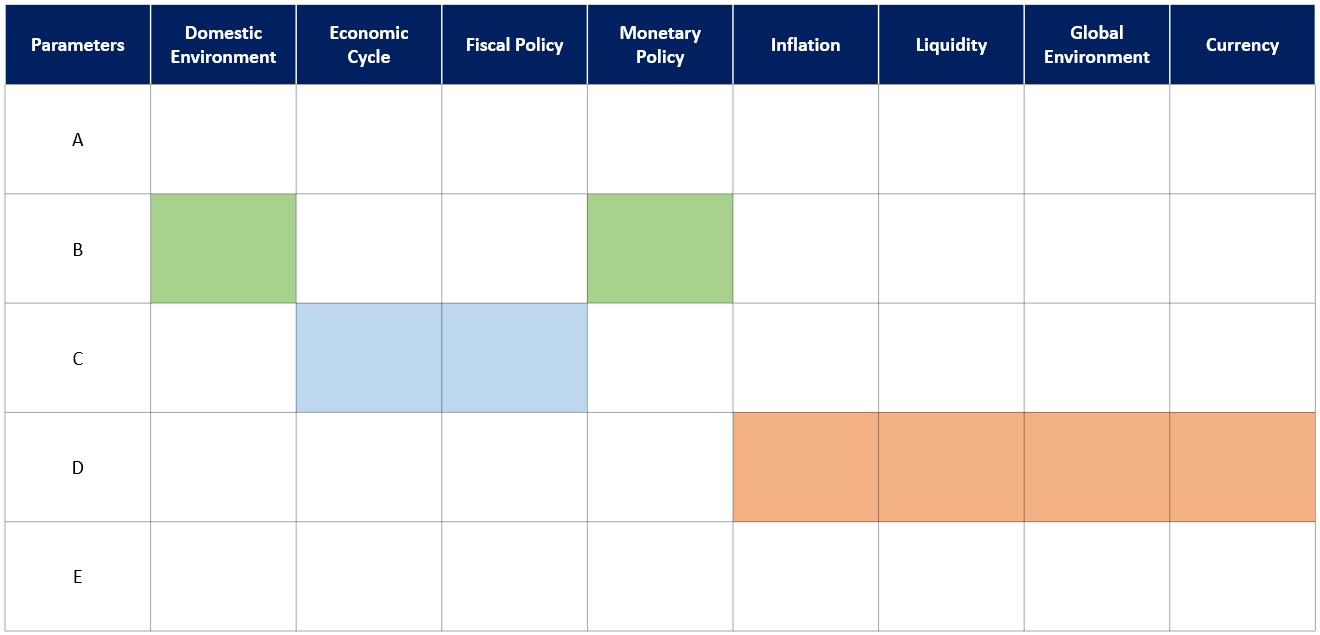 Parameters
Domestic
Environment
Economic
Cycle
Fiscal Policy
Monetary
Policy
Inflation
Liquidity
Global
Environment
Currency
A
B
C
D
E